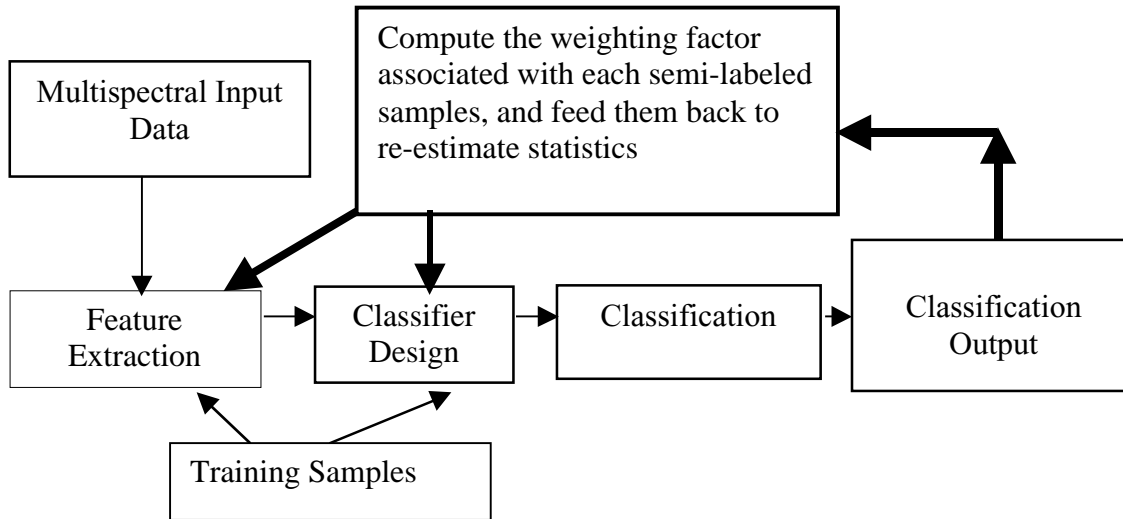 Compute the weighting factor
associated with each semi-labeled
samples, and feed them back to
re-estimate statistics
Multispectral Input
Data
Feature
Extraction
Classifier
Design
Classification
Classification
Output
Training Samples